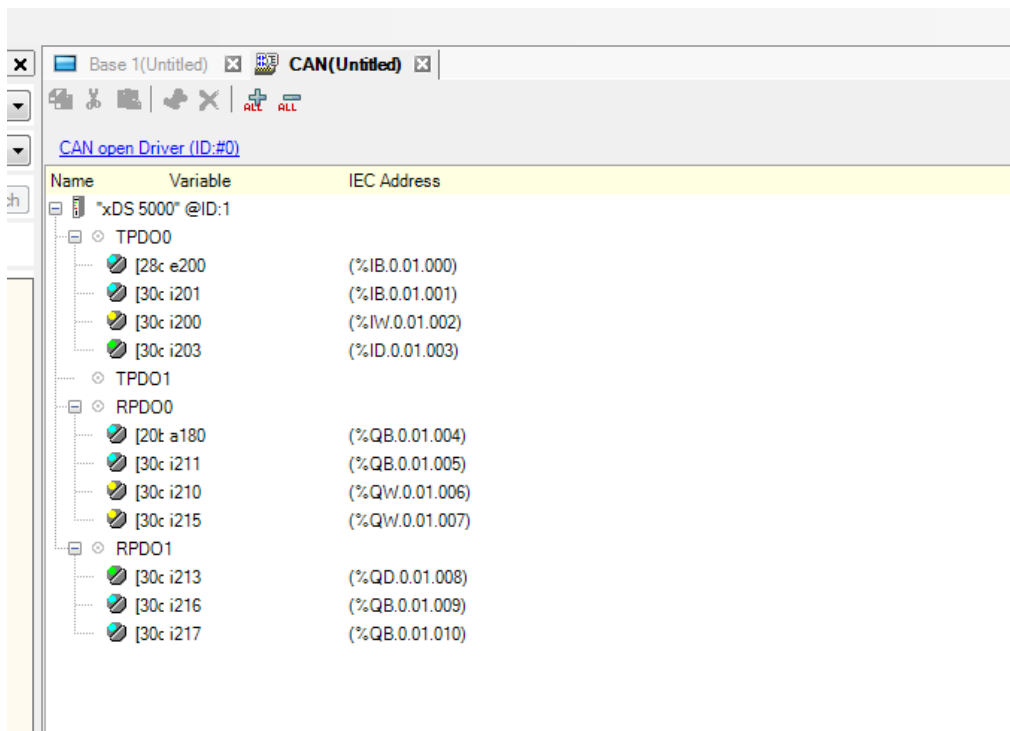 Base 1(Untitled) CAN(Untitled)
ALL ALL
CAN open Driver (ID:#0)
ch
Name Variable IEC Address
"xDS 5000" @ID:1
TPDO0
[28c e200 (%IB.0.01.000)
[30c i201 (%IB.0.01.001)
[30c i200 (%IW.0.01.002)
[30c i203 (%ID.0.01.003)
TPDO1
RPDO0
[20b a180 (%QB.0.01.004)
[30c i211 (%QB.0.01.005)
[30c i210 (%QW.0.01.006)
[30c i215 (%QW.0.01.007)
RPDO1
[30c i213 (%QD.0.01.008)
[30c i216 (%QB.0.01.009)
[30c i217 (%QB.0.01.010)